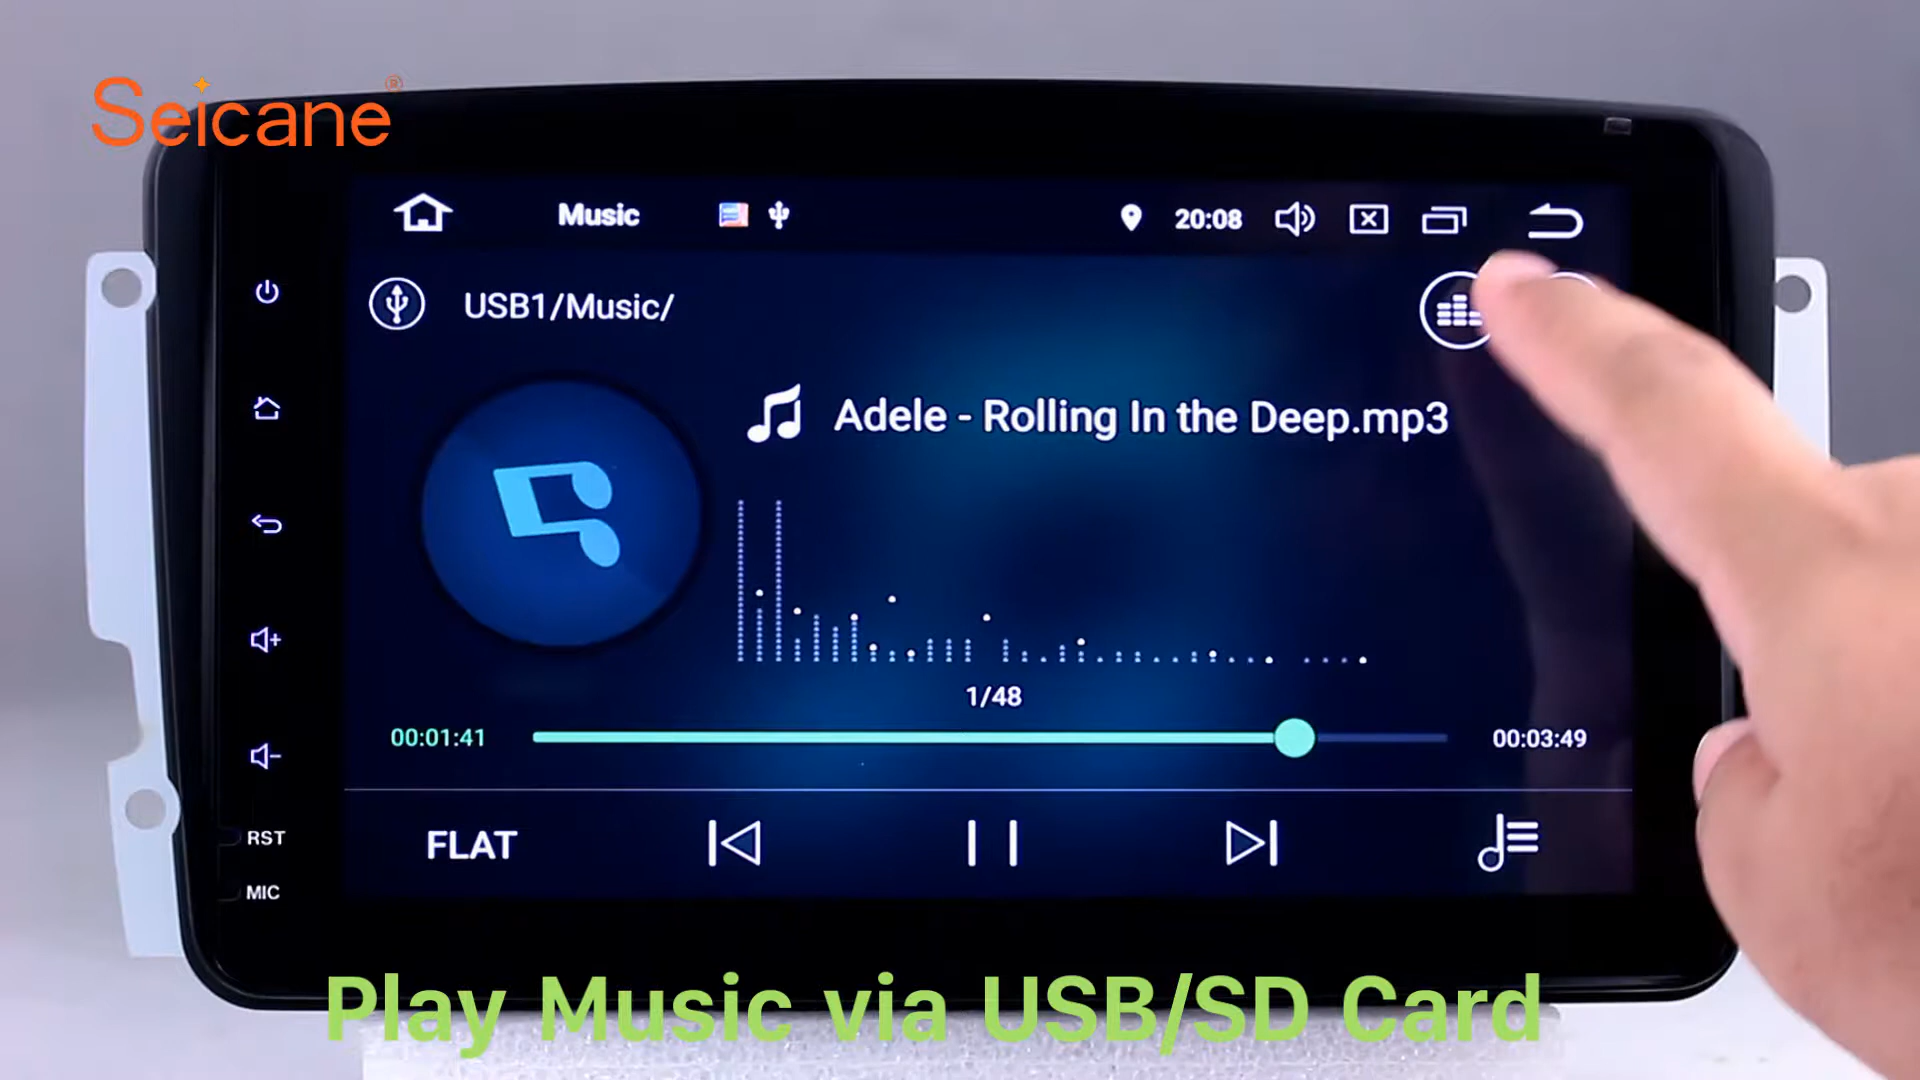 Seicane®
Music
20:08
USB1/Music/
Adele - Rolling In the Deep.mp3
1/48
00:01:41
00:03:49
FLAT
RST
MIC
Play Music via USB/SD Card